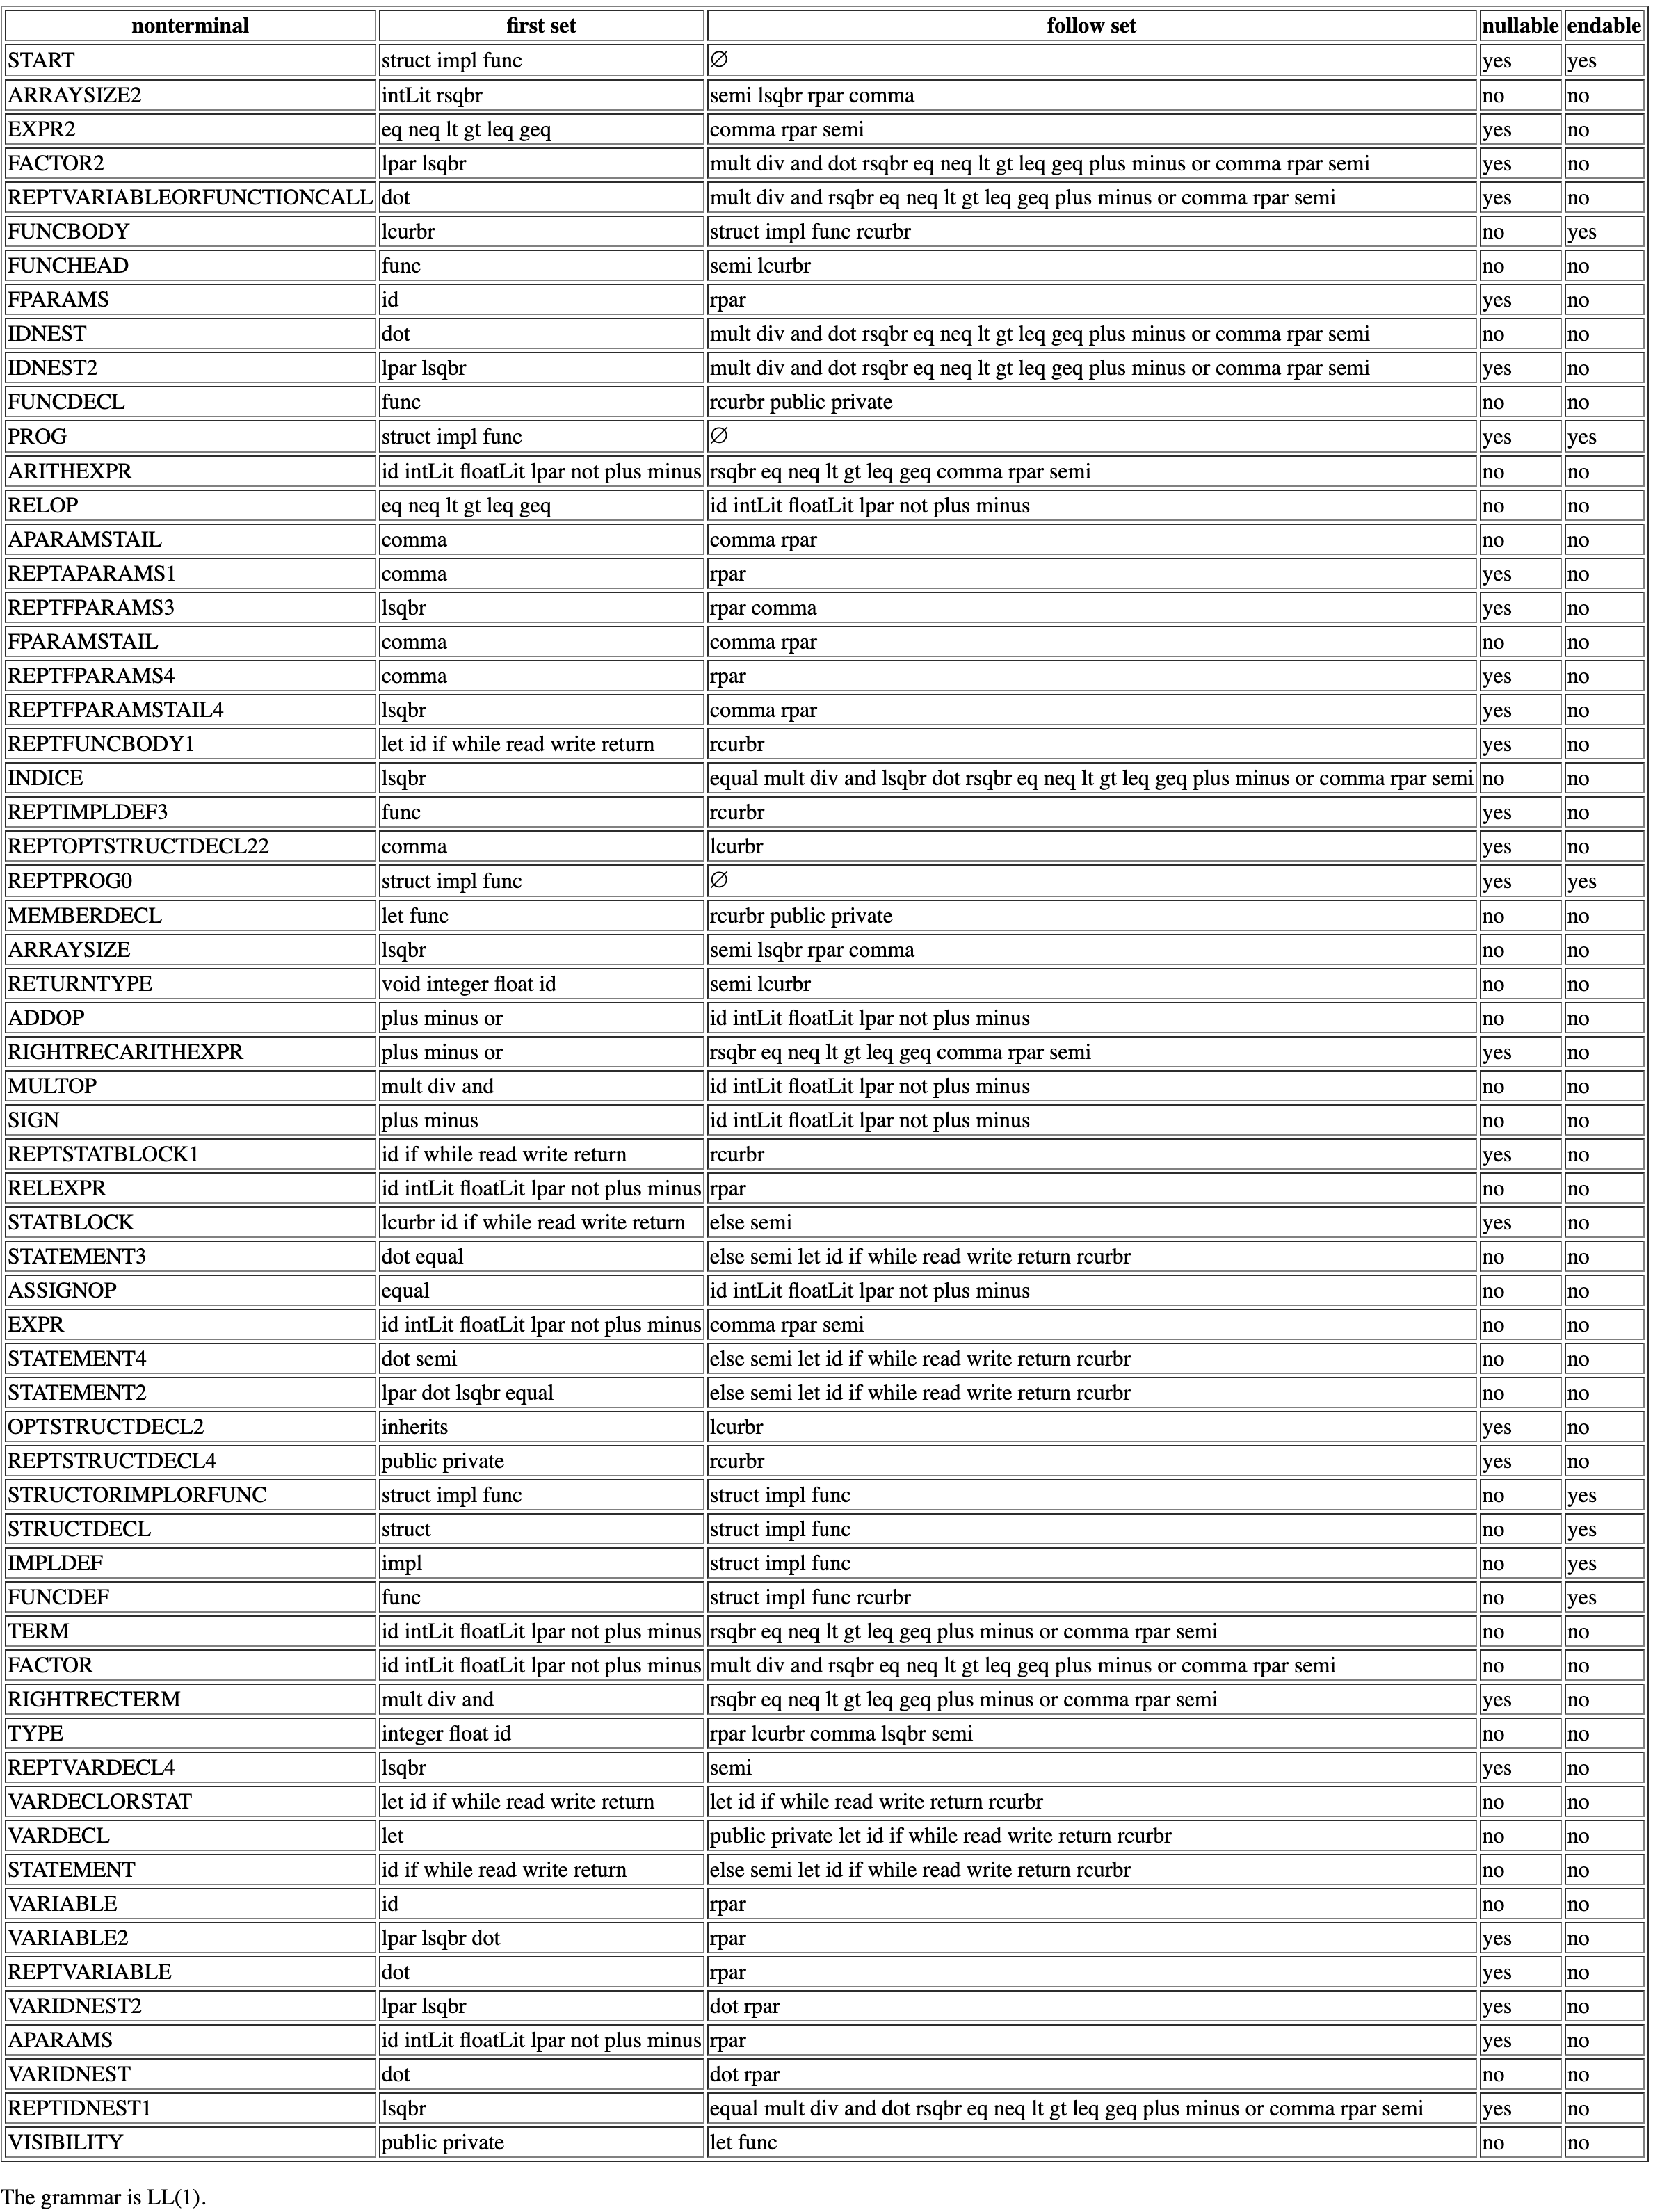 nonterminal first set follow set nullable endable
START struct impl func ∅ yes yes
ARRAYSIZE2 intLit rsqbr semi lsqbr rpar comma no no
EXPR2 eq neq lt gt leq geq comma rpar semi yes no
FACTOR2 lpar lsqbr mult div and dot rsqbr eq neq lt gt leq geq plus minus or comma rpar semi yes no
REPTVARIABLEORFUNCTIONCALL dot mult div and rsqbr eq neq lt gt leq geq plus minus or comma rpar semi yes no
FUNCBODY lcurbr struct impl func rcurbr no yes
FUNCHEAD func semi lcurbr no no
FPARAMS id rpar yes no
IDNEST dot mult div and dot rsqbr eq neq lt gt leq geq plus minus or comma rpar semi no no
IDNEST2 lpar lsqbr mult div and dot rsqbr eq neq lt gt leq geq plus minus or comma rpar semi yes no
FUNCDECL func rcurbr public private no no
PROG struct impl func ∅ yes yes
ARITHEXPR id intLit floatLit lpar not plus minus rsqbr eq neq lt gt leq geq comma rpar semi no no
RELOP eq neq lt gt leq geq id intLit floatLit lpar not plus minus no no
APARAMSTAIL comma comma rpar no no
REPTAPARAMS1 comma rpar yes no
REPTFPARAMS3 lsqbr rpar comma yes no
FPARAMSTAIL comma comma rpar no no
REPTFPARAMS4 comma rpar yes no
REPTFPARAMSTAIL4 lsqbr comma rpar yes no
REPTFUNCBODY1 let id if while read write return rcurbr yes no
INDICE lsqbr equal mult div and lsqbr dot rsqbr eq neq lt gt leq geq plus minus or comma rpar semi no no
REPTIMPLDEF3 func rcurbr yes no
REPTOPTSTRUCTDECL22 comma lcurbr yes no
REPTPROG0 struct impl func ∅ yes yes
MEMBERDECL let func rcurbr public private no no
ARRAYSIZE lsqbr semi lsqbr rpar comma no no
RETURNTYPE void integer float id semi lcurbr no no
ADDOP plus minus or id intLit floatLit lpar not plus minus no no
RIGHTRECARITHEXPR plus minus or rsqbr eq neq lt gt leq geq comma rpar semi yes no
MULTOP mult div and id intLit floatLit lpar not plus minus no no
SIGN plus minus id intLit floatLit lpar not plus minus no no
REPTSTATBLOCK1 id if while read write return rcurbr yes no
RELEXPR id intLit floatLit lpar not plus minus rpar no no
STATBLOCK lcurbr id if while read write return else semi yes no
STATEMENT3 dot equal else semi let id if while read write return rcurbr no no
ASSIGNOP equal id intLit floatLit lpar not plus minus no no
EXPR id intLit floatLit lpar not plus minus comma rpar semi no no
STATEMENT4 dot semi else semi let id if while read write return rcurbr no no
STATEMENT2 lpar dot lsqbr equal else semi let id if while read write return rcurbr no no
OPTSTRUCTDECL2 inherits lcurbr yes no
REPTSTRUCTDECL4 public private rcurbr yes no
STRUCTORIMPLORFUNC struct impl func struct impl func no yes
STRUCTDECL struct struct impl func no yes
IMPLDEF impl struct impl func no yes
FUNCDEF func struct impl func rcurbr no yes
TERM id intLit floatLit lpar not plus minus rsqbr eq neq lt gt leq geq plus minus or comma rpar semi no no
FACTOR id intLit floatLit lpar not plus minus mult div and rsqbr eq neq lt gt leq geq plus minus or comma rpar semi no no
RIGHTRECTERM mult div and rsqbr eq neq lt gt leq geq plus minus or comma rpar semi yes no
TYPE integer float id rpar lcurbr comma lsqbr semi no no
REPTVARDECL4 lsqbr semi yes no
VARDECLORSTAT let id if while read write return let id if while read write return rcurbr no no
VARDECL let public private let id if while read write return rcurbr no no
STATEMENT id if while read write return else semi let id if while read write return rcurbr no no
VARIABLE id rpar no no
VARIABLE2 lpar lsqbr dot rpar yes no
REPTVARIABLE dot rpar yes no
VARIDNEST2 lpar lsqbr dot rpar yes no
APARAMS id intLit floatLit lpar not plus minus rpar yes no
VARIDNEST dot dot rpar no no
REPTIDNEST1 lsqbr equal mult div and dot rsqbr eq neq lt gt leq geq plus minus or comma rpar semi yes no
VISIBILITY public private let func no no
The grammar is LL(1).